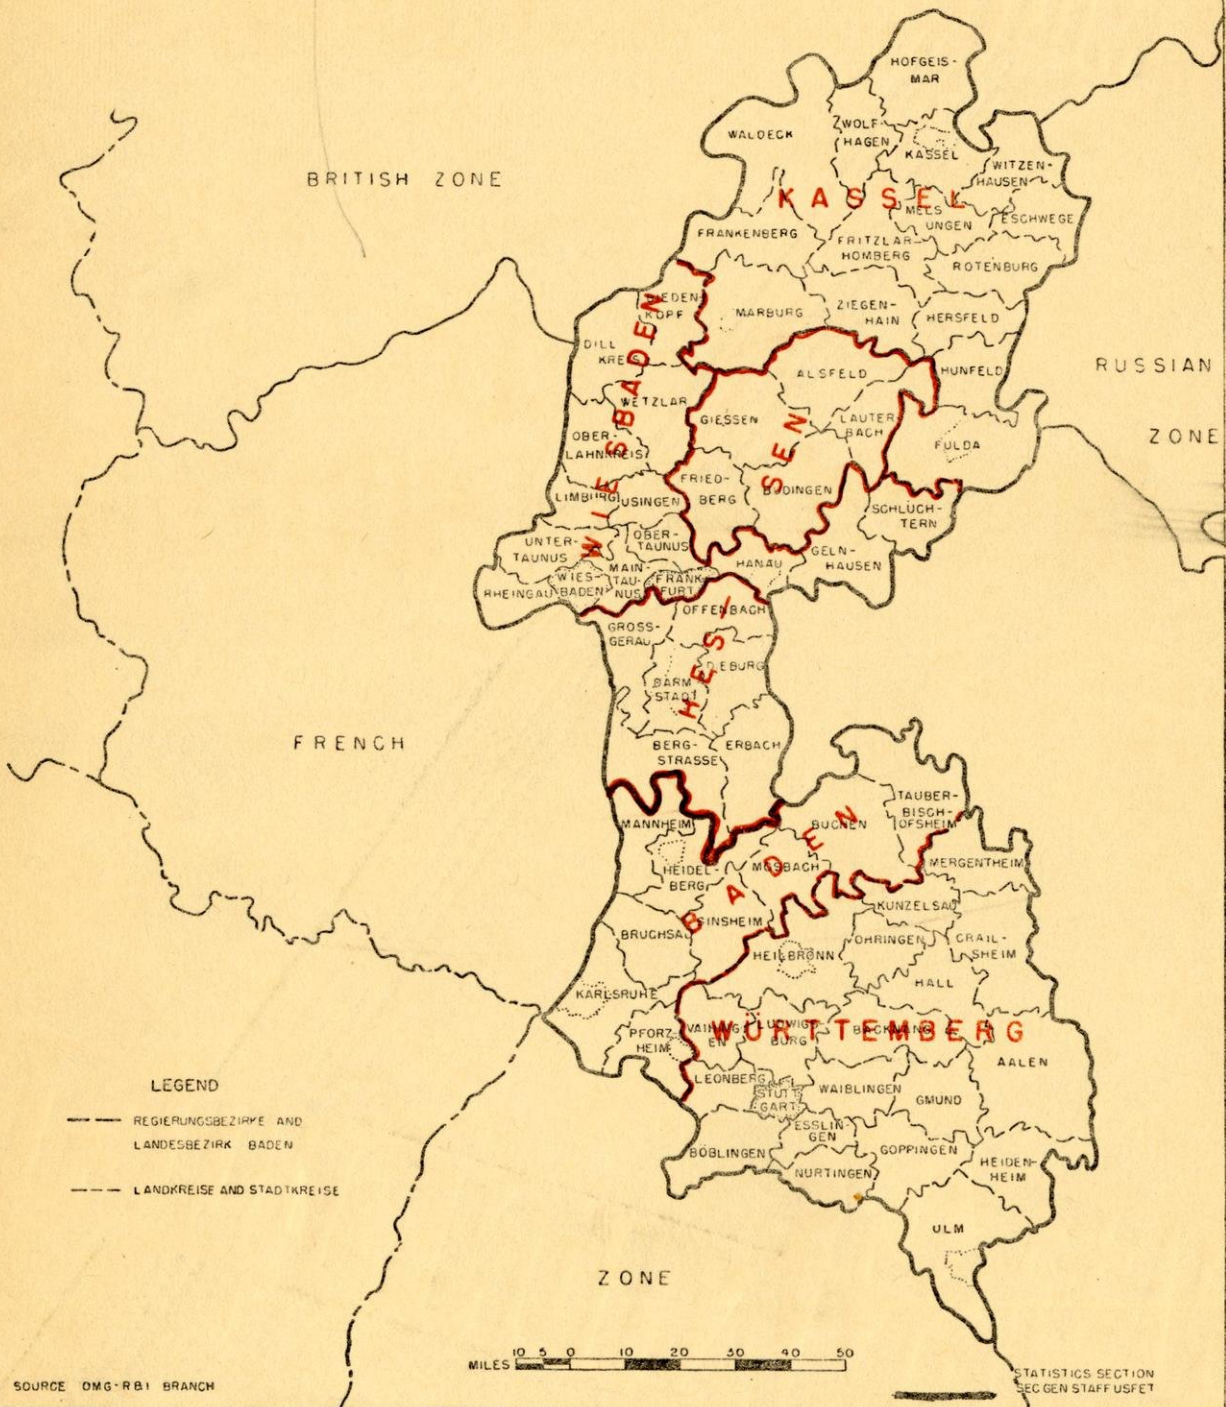 HOFGEIS-
MAR
WALDECK
WOLF-
HAGEN
KASSEL
WITZEN-
HAUSEN
BRITISH ZONE
KASSEL
MELS
UNGEN
ESCHWEGE
FRANKENBERG
FRITZLAR-
HOMBERG
ROTENBURG
BIEDEN-
KOPF
MARBURG
ZIEGEN-
HAIN
HERSFELD
DILL
KREIS
WIESBADEN
ALSFELD
HUNFELD
RUSSIAN
ZONE
WETZLAR
GIESSEN
LAUTER
BACH
FULDA
OBER-
LAHNKREIS
LIMBURG
USINGEN
FRIED-
BERG
BUDINGEN
SCHLUCH-
TERN
UNTER-
TAUNUS
OBER-
TAUNUS
HANAU
GELN-
HAUSEN
RHEINGAU
WIES-
BADEN
MAIN-
TAU-
NUS
FRANK-
FURT
OFFENBACH
GROSS-
GERAU
DIEBURG
HES-
SEN
DARM
STADT
FRENCH
BERG-
STRASSE
ERBACH
TAUBER-
BISCH-
OFSHEIM
MANNHEIM
BUCHEN
HEIDEL-
BERG
MOSBACH
MERGENTHEIM
BADEN
SINSHEIM
KUNZELSAU
BRUCHSAL
HEILBRONN
OHRINGEN
CRAIL-
SHEIM
HALL
KARLSRUHE
PFORZ
HEIM
VAIHING
EN
LUDWIGS-
BURG
BACKNANG
WÜRTTEMBERG
AALEN
LEONBERG
STUTT
GART
WAIBLINGEN
GMUND
ESSLIN-
GEN
BÖBLINGEN
NURTINGEN
GOPPINGEN
HEIDEN-
HEIM
ULM
LEGEND
REGIERUNGSBEZIRKE AND
LANDESBEZIRK BADEN
LANDKREISE AND STADTKREISE
ZONE
MILES
10 5 0 10 20 30 40 50
SOURCE OMG-RBI BRANCH
STATISTICS SECTION
SEC GEN STAFF USFET